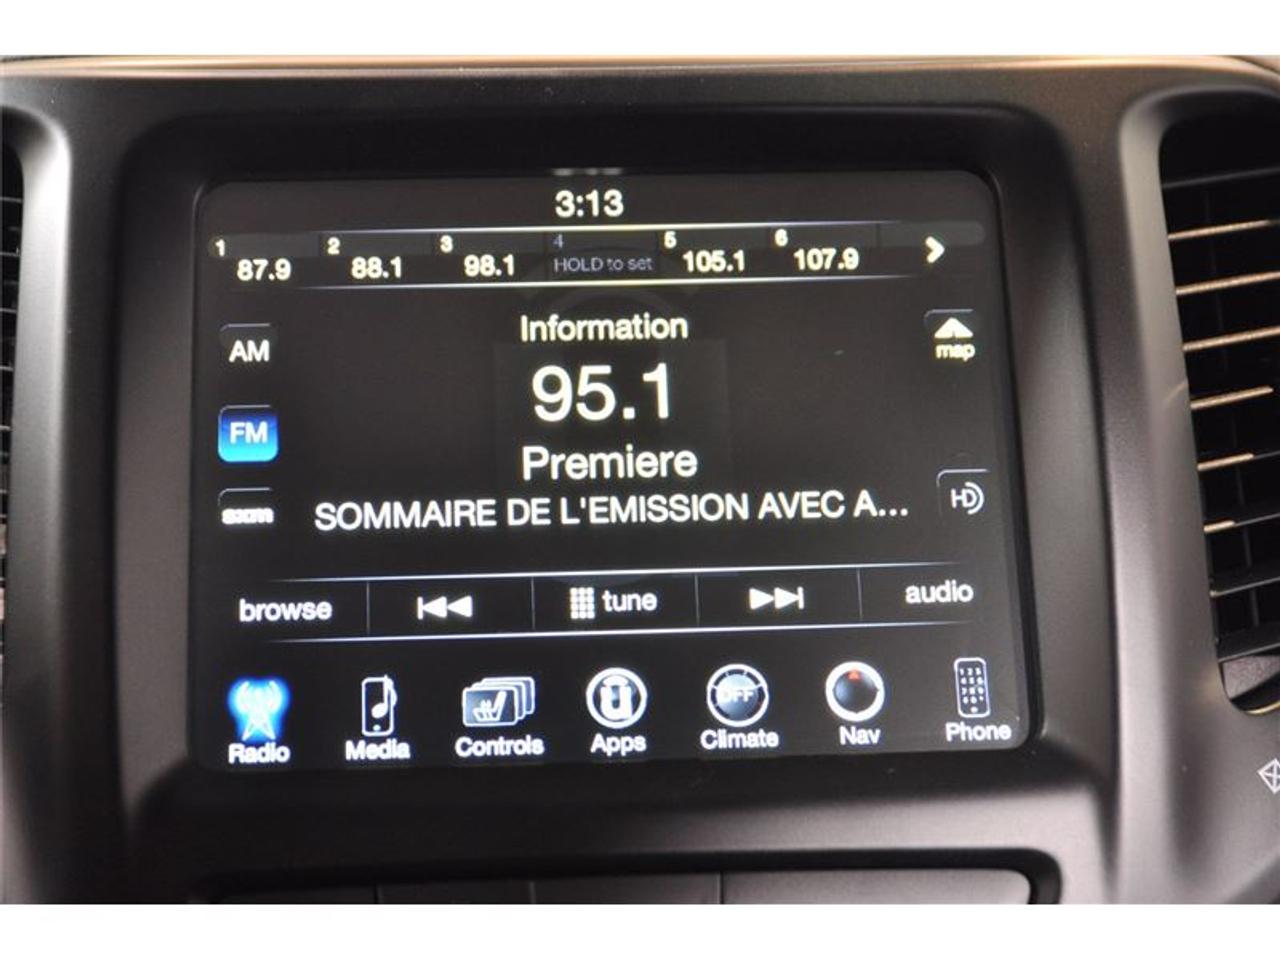 3:13
1 87.9 2 88.1 3 98.1 4 HOLD to set 5 105.1 6 107.9
Information
AM
map
95.1
FM
Premiere
sxm
SOMMAIRE DE L'EMISSION AVEC A...
HD
browse tune audio
OFF
Radio Media Controls Apps Climate Nav Phone